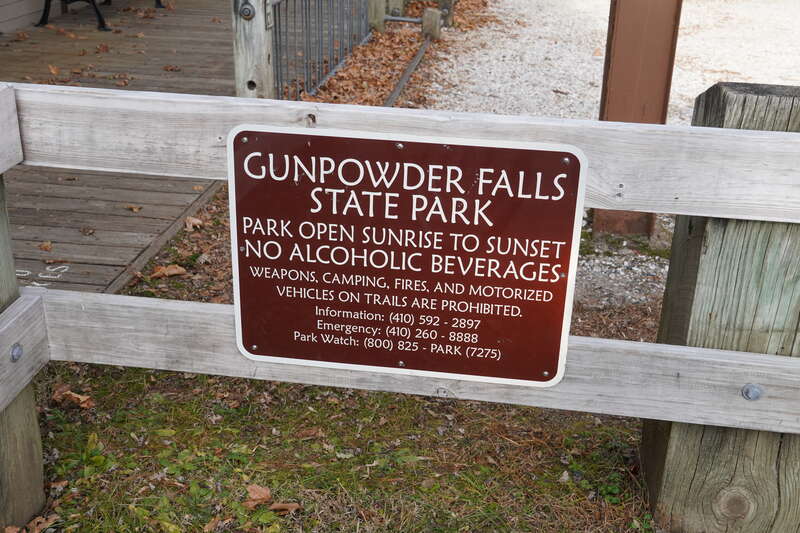 GUNPOWDER FALLS
STATE PARK
PARK OPEN SUNRISE TO SUNSET
NO ALCOHOLIC BEVERAGES
WEAPONS, CAMPING, FIRES, AND MOTORIZED
VEHICLES ON TRAILS ARE PROHIBITED.
Information: (410) 592 - 2897
Emergency: (410) 260 - 8888
Park Watch: (800) 825 - PARK (7275)